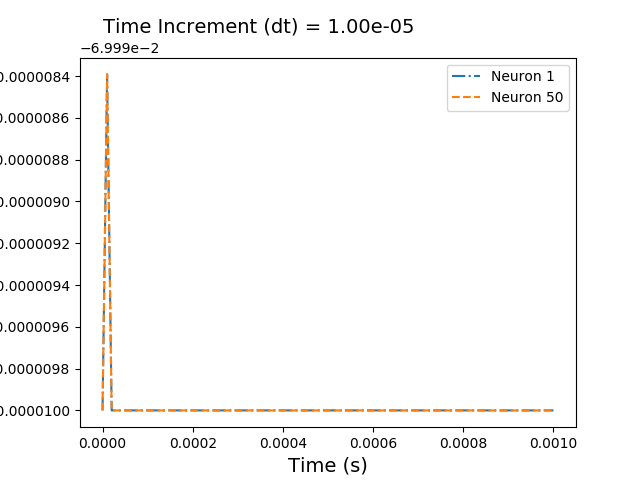 Time Increment (dt) = 1.00e-05
−6.999e−2
0.0000084
0.0000086
0.0000088
0.0000090
0.0000092
0.0000094
0.0000096
0.0000098
0.0000100
Neuron 1
Neuron 50
0.0000 0.0002 0.0004 0.0006 0.0008 0.0010
Time (s)